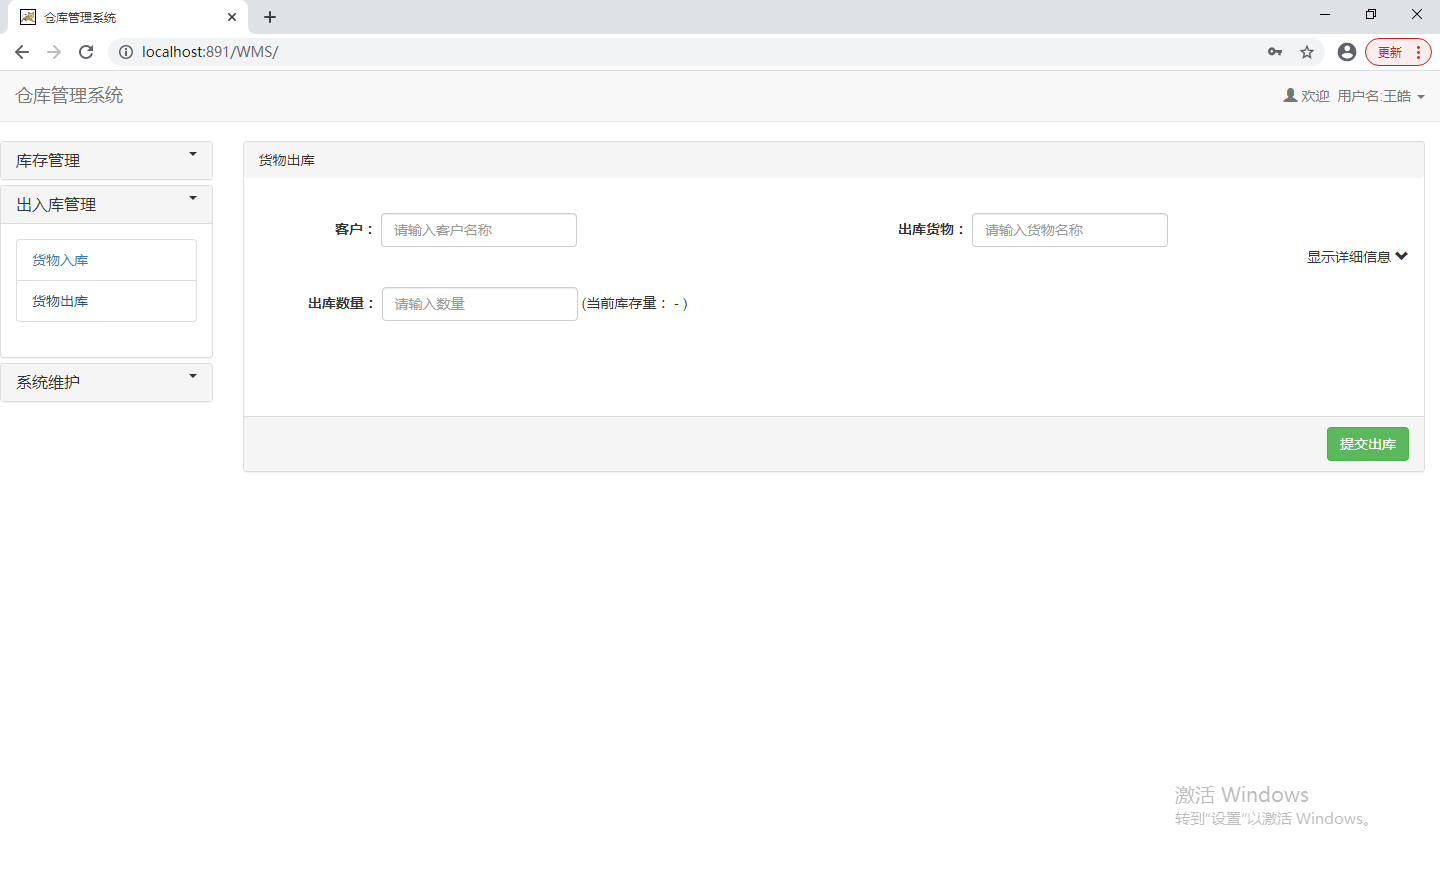 仓库管理系统
localhost:891/WMS/
更新
仓库管理系统
欢迎 用户名:王皓
库存管理
出入库管理
货物入库
货物出库
系统维护
货物出库
客户： 请输入客户名称
出库货物： 请输入货物名称
显示详细信息
出库数量： 请输入数量 (当前库存量： - )
提交出库
激活 Windows
转到"设置"以激活 Windows。